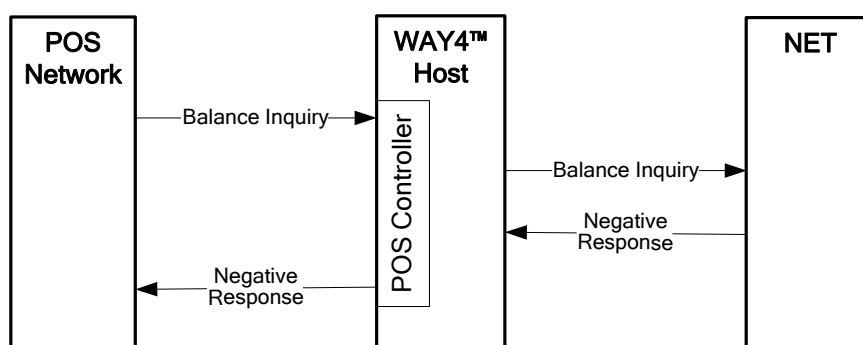 POS
Network
WAY4™
Host
NET
Balance Inquiry
POS Controller
Balance Inquiry
Negative
Response
Negative
Response